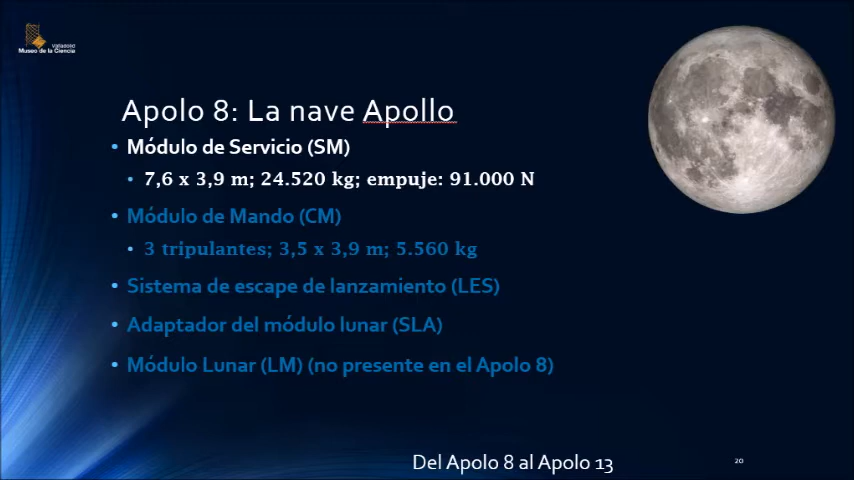 Valladolid
Museo de la Ciencia
Apolo 8: La nave Apollo
• Módulo de Servicio (SM)
• 7,6 x 3,9 m; 24.520 kg; empuje: 91.000 N
• Módulo de Mando (CM)
• 3 tripulantes; 3,5 x 3,9 m; 5.560 kg
• Sistema de escape de lanzamiento (LES)
• Adaptador del módulo lunar (SLA)
• Módulo Lunar (LM) (no presente en el Apolo 8)
Del Apolo 8 al Apolo 13
20